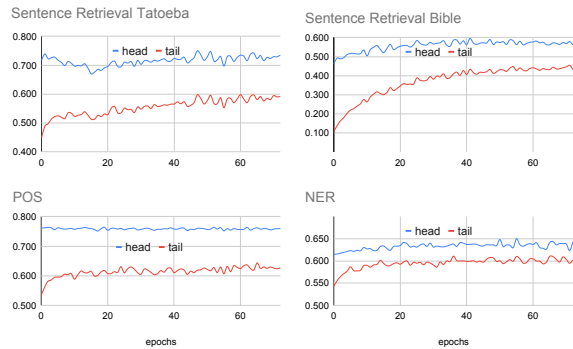 Sentence Retrieval Tatoeba
0.800
head tail
0.700
0.600
0.500
0.400
0 20 40 60
Sentence Retrieval Bible
0.600
head tail
0.500
0.400
0.300
0.200
0.100
0 20 40 60
POS
0.800
0.700
head tail
0.600
0.500
0 20 40 60
epochs
NER
head tail
0.650
0.600
0.550
0.500
0 20 40 60
epochs